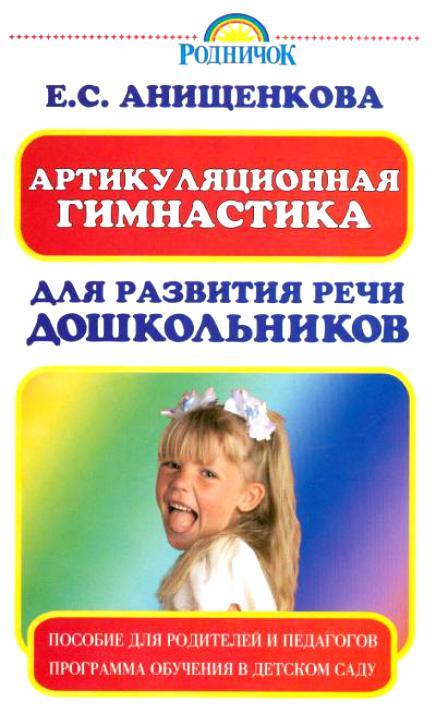 РОДНИЧОК
Е.С. АНИЩЕНКОВА
АРТИКУЛЯЦИОННАЯ
ГИМНАСТИКА
ДЛЯ РАЗВИТИЯ РЕЧИ
ДОШКОЛЬНИКОВ
ПОСОБИЕ ДЛЯ РОДИТЕЛЕЙ И ПЕДАГОГОВ
ПРОГРАММА ОБУЧЕНИЯ В ДЕТСКОМ САДУ